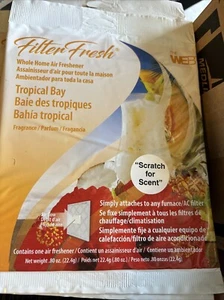 Filter Fresh
WEB
Whole Home Air Freshener
Assainisseur d'air pour toute la maison
Ambientador para toda la casa
Tropical Bay
Baie des tropiques
Bahía tropical
Fragrance / Parfum / Fragancia
"Scratch
for
Scent"
Simply attaches to any furnace/AC filter
Se fixe simplement à tous les filtres de
chauffage/climatisation
Simplemente fije a cualquier equipo de
calefacción/filtro de aire acondicionado
Contains one air freshener / Contient un assainisseur d'air / Contiene un
Net weight .80 oz. (22.4g) / Poids net 22.4g (.80 oz.) / Peso neto .80 onzas (22.4g)